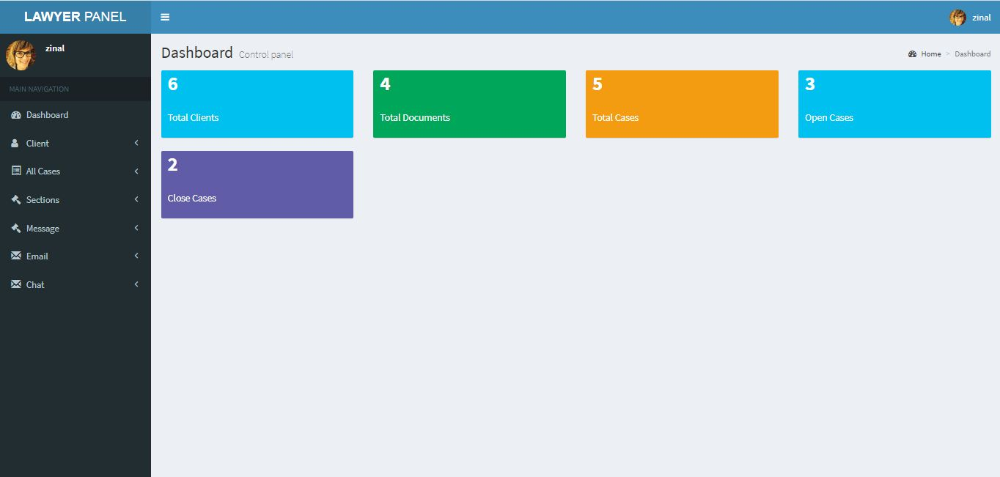 LAWYER PANEL
zinal
zinal
MAIN NAVIGATION
Dashboard
Client
All Cases
Sections
Message
Email
Chat
Dashboard Control panel
Home > Dashboard
6
Total Clients
4
Total Documents
5
Total Cases
3
Open Cases
2
Close Cases